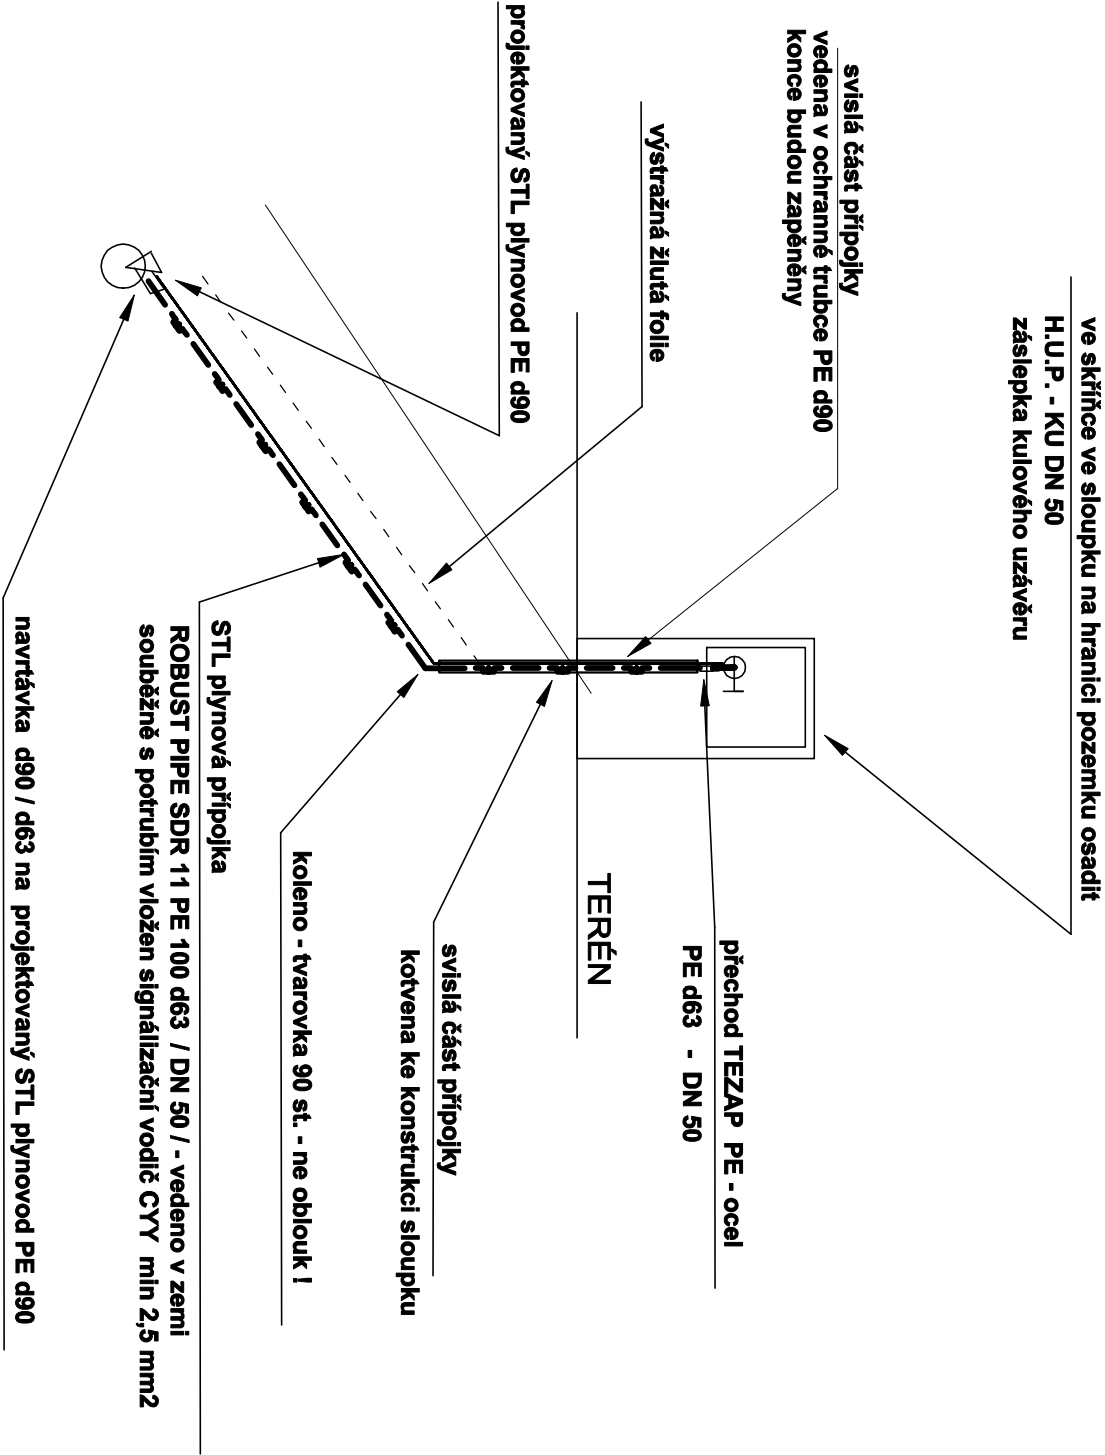 ve skříňce ve sloupku na hranici pozemku osadit
H.U.P. - KU DN 50
záslepka kulového uzávěru
svislá část přípojky
vedena v ochranné trubce PE d90
konce budou zapěněny
výstražná žlutá folie
projektovaný STL plynovod PE d90
přechod TEZAP PE - ocel
PE d63 - DN 50
TERÉN
svislá část přípojky
kotvena ke konstrukci sloupku
koleno - tvarovka 90 st. - ne oblouk !
STL plynová přípojka
ROBUST PIPE SDR 11 PE 100 d63 / DN 50 / - vedeno v zemi
souběžně s potrubím vložen signálizační vodič CYY min 2,5 mm2
navrtávka d90 / d63 na projektovaný STL plynovod PE d90